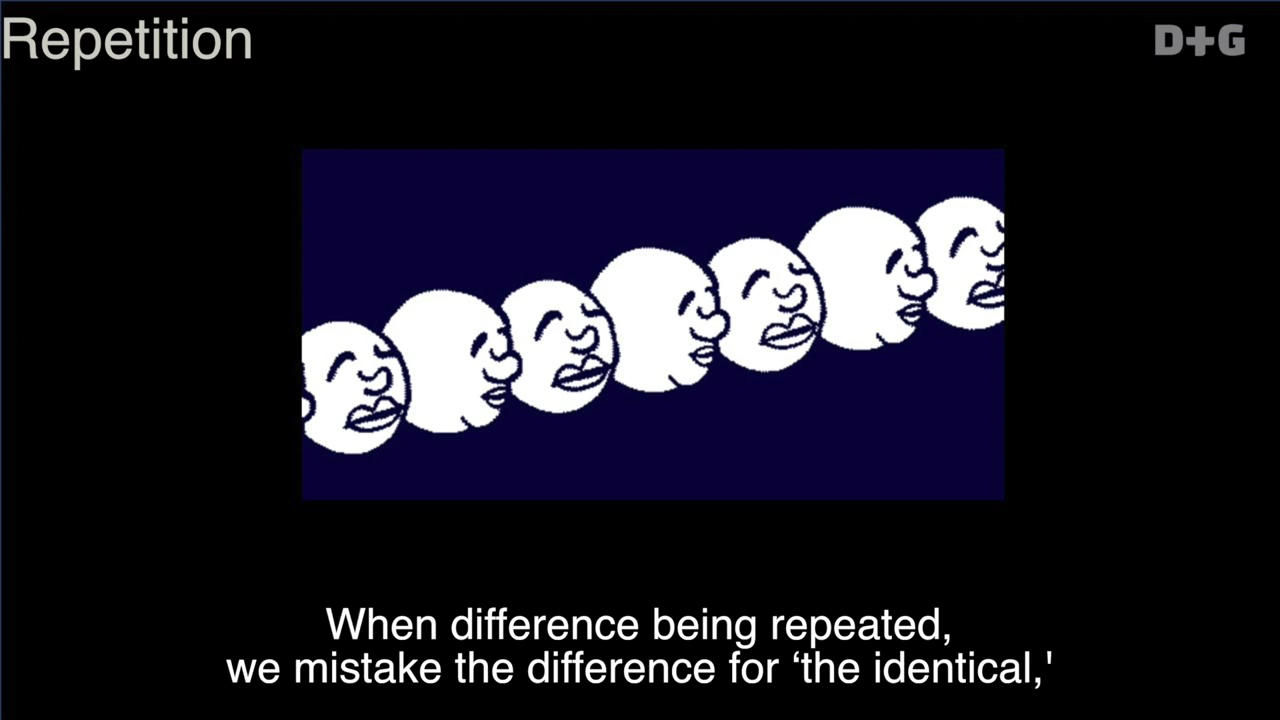 Repetition
D+G
When difference being repeated,
we mistake the difference for ‘the identical,'